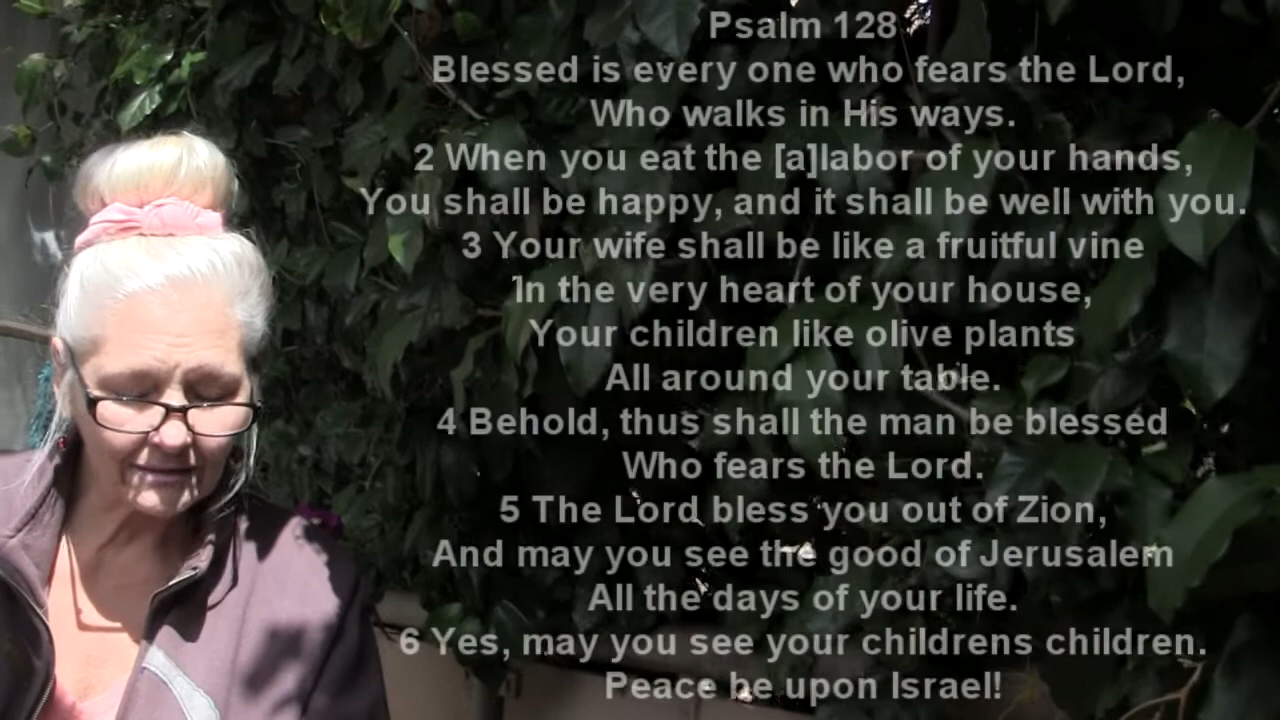 Psalm 128
Blessed is every one who fears the Lord,
Who walks in His ways.
2 When you eat the [a]labor of your hands,
You shall be happy, and it shall be well with you.
3 Your wife shall be like a fruitful vine
In the very heart of your house,
Your children like olive plants
All around your table.
4 Behold, thus shall the man be blessed
Who fears the Lord.
5 The Lord bless you out of Zion,
And may you see the good of Jerusalem
All the days of your life.
6 Yes, may you see your childrens children.
Peace be upon Israel!